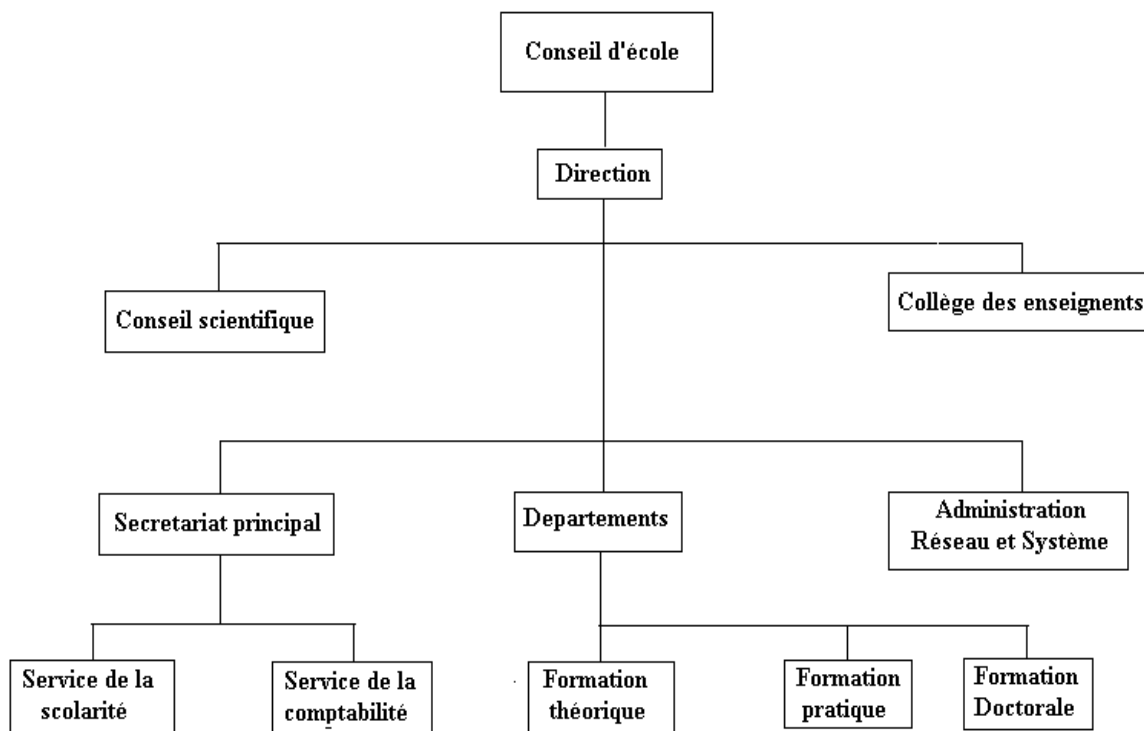 Conseil d'école
Direction
Conseil scientifique
Collège des enseignents
Secretariat principal
Departements
Administration
Réseau et Système
Service de la
scolarité
Service de la
comptabilité
Formation
théorique
Formation
pratique
Formation
Doctorale